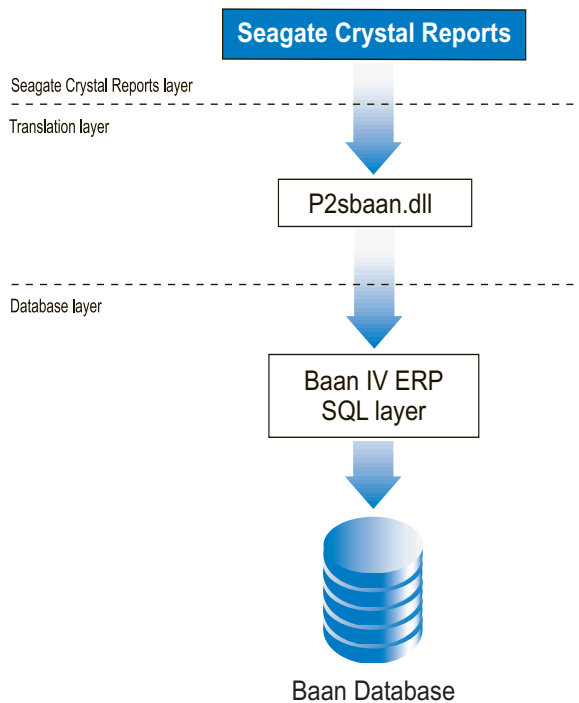 Seagate Crystal Reports
Seagate Crystal Reports layer
Translation layer
P2sbaan.dll
Database layer
Baan IV ERP
SQL layer
Baan Database